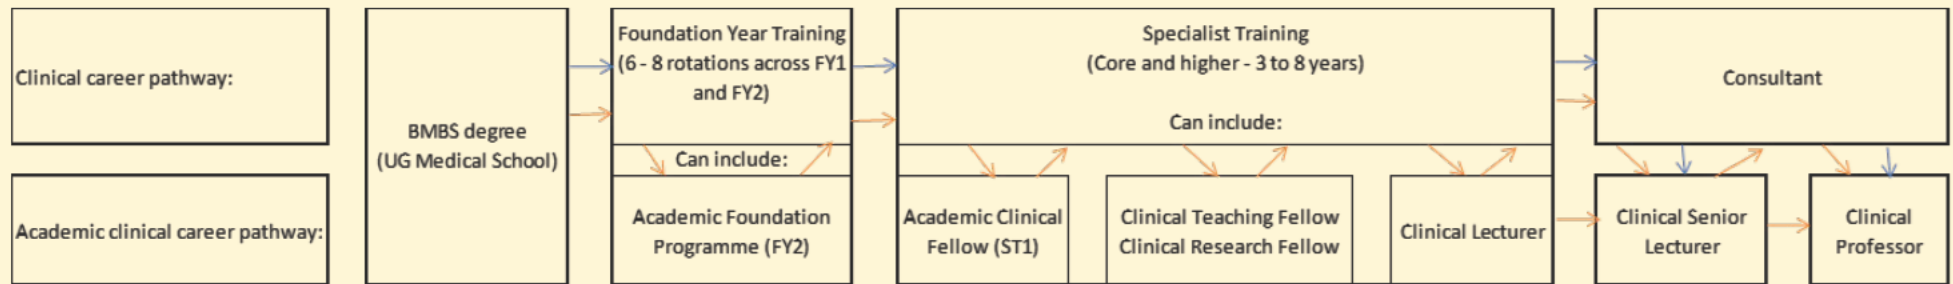 Clinical career pathway:
Academic clinical career pathway:
BMBS degree
(UG Medical School)
Foundation Year Training
(6 - 8 rotations across FY1
and FY2)
Can include:
Academic Foundation
Programme (FY2)
Specialist Training
(Core and higher - 3 to 8 years)
Can include:
Academic Clinical
Fellow (ST1)
Clinical Teaching Fellow
Clinical Research Fellow
Clinical Lecturer
Consultant
Clinical Senior
Lecturer
Clinical
Professor